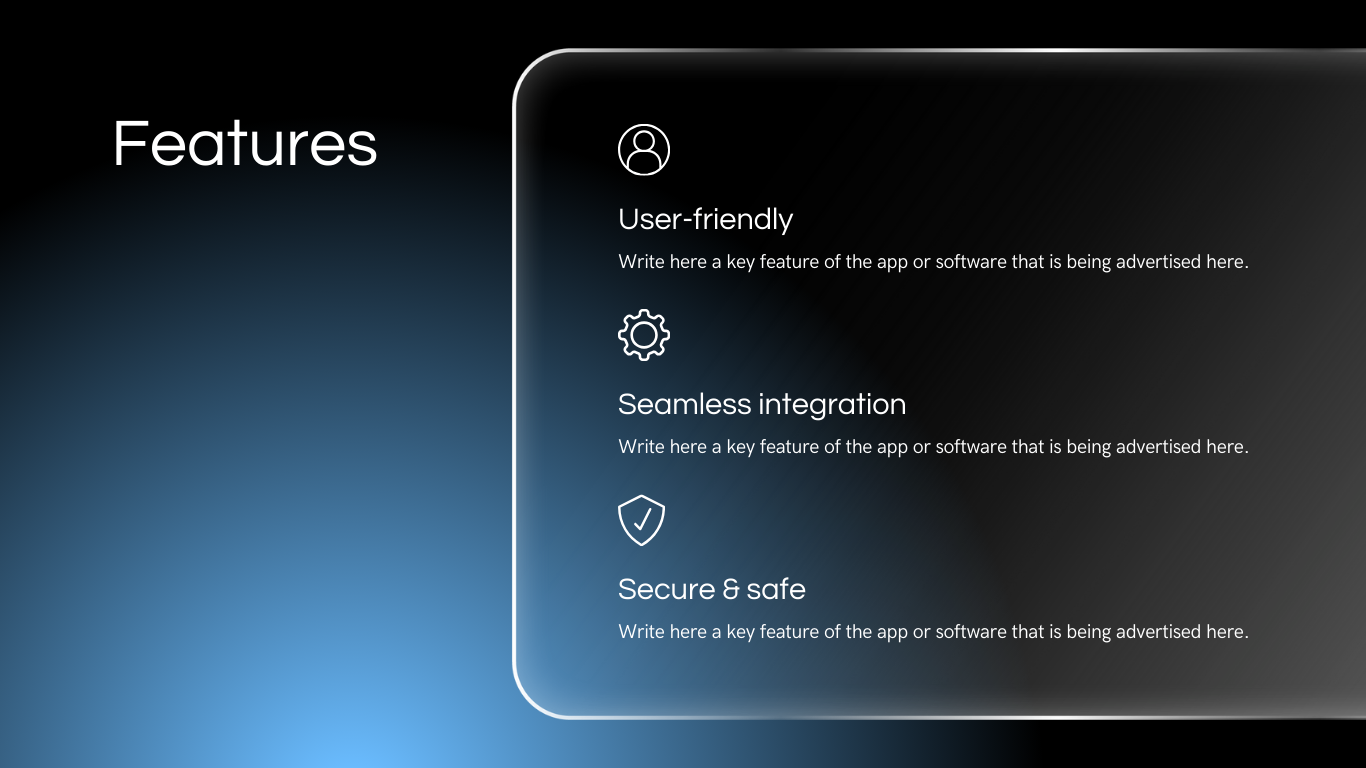 Features
User-friendly
Write here a key feature of the app or software that is being advertised here.
Seamless integration
Write here a key feature of the app or software that is being advertised here.
Secure & safe
Write here a key feature of the app or software that is being advertised here.